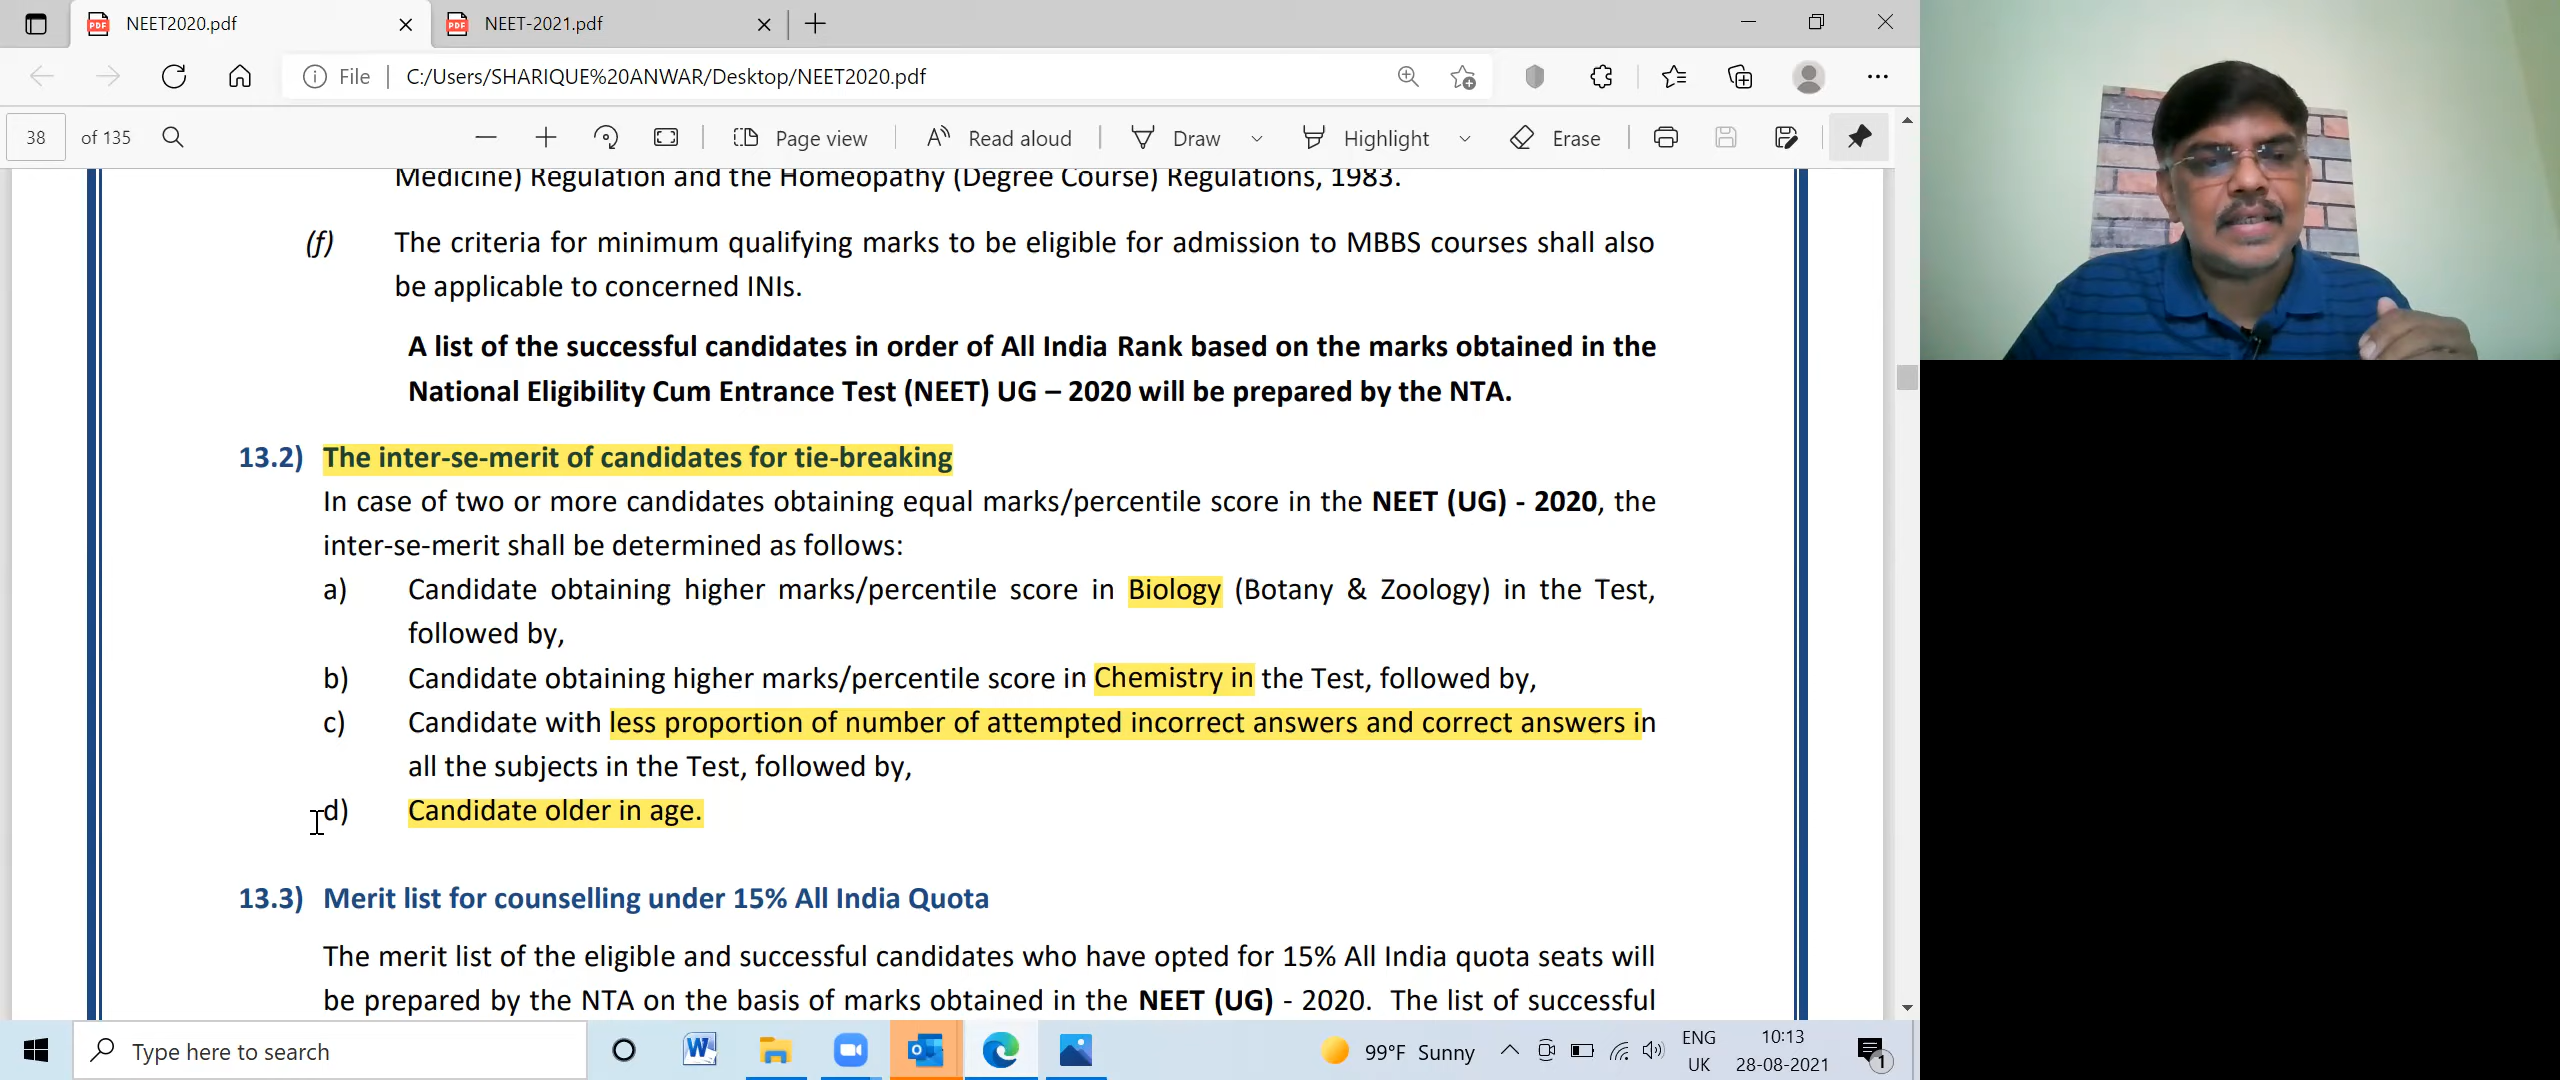 NEET2020.pdf
NEET-2021.pdf
File
C:/Users/SHARIQUE%20ANWAR/Desktop/NEET2020.pdf
38 of 135
Page view
Read aloud
Draw
Highlight
Erase
Medicine) Regulation and the Homeopathy (Degree Course) Regulations, 1983.
(f) The criteria for minimum qualifying marks to be eligible for admission to MBBS courses shall also
be applicable to concerned INIs.
A list of the successful candidates in order of All India Rank based on the marks obtained in the
National Eligibility Cum Entrance Test (NEET) UG – 2020 will be prepared by the NTA.
13.2) The inter-se-merit of candidates for tie-breaking
In case of two or more candidates obtaining equal marks/percentile score in the NEET (UG) - 2020, the
inter-se-merit shall be determined as follows:
a) Candidate obtaining higher marks/percentile score in Biology (Botany & Zoology) in the Test,
followed by,
b) Candidate obtaining higher marks/percentile score in Chemistry in the Test, followed by,
c) Candidate with less proportion of number of attempted incorrect answers and correct answers in
all the subjects in the Test, followed by,
d) Candidate older in age.
13.3) Merit list for counselling under 15% All India Quota
The merit list of the eligible and successful candidates who have opted for 15% All India quota seats will
be prepared by the NTA on the basis of marks obtained in the NEET (UG) - 2020. The list of successful
Type here to search
99°F Sunny
ENG
UK
10:13
28-08-2021
1